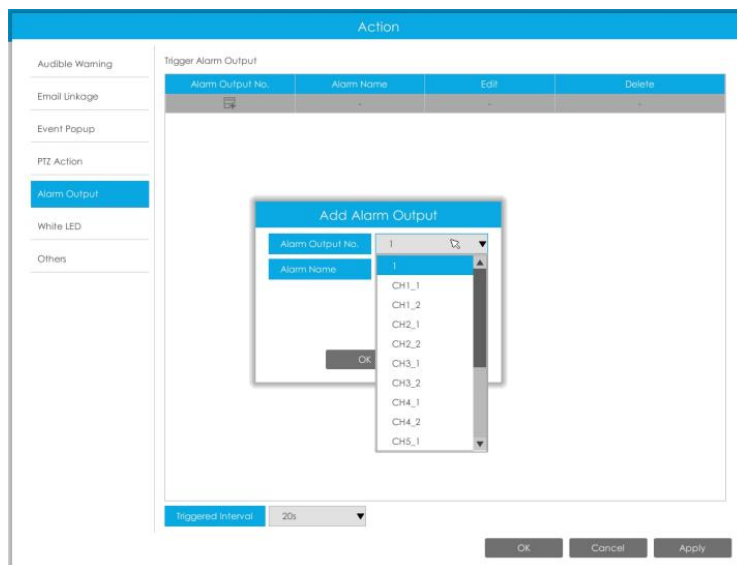 Action
Audible Warning
Email Linkage
Event Popup
PTZ Action
Alarm Output
White LED
Others
Trigger Alarm Output
Alarm Output No. Alarm Name Edit Delete
- - -
Add Alarm Output
Alarm Output No. 1
Alarm Name
1
CH1_1
CH1_2
CH2_1
CH2_2
CH3_1
CH3_2
CH4_1
CH4_2
CH5_1
OK
Triggered Interval 20s
OK Cancel Apply